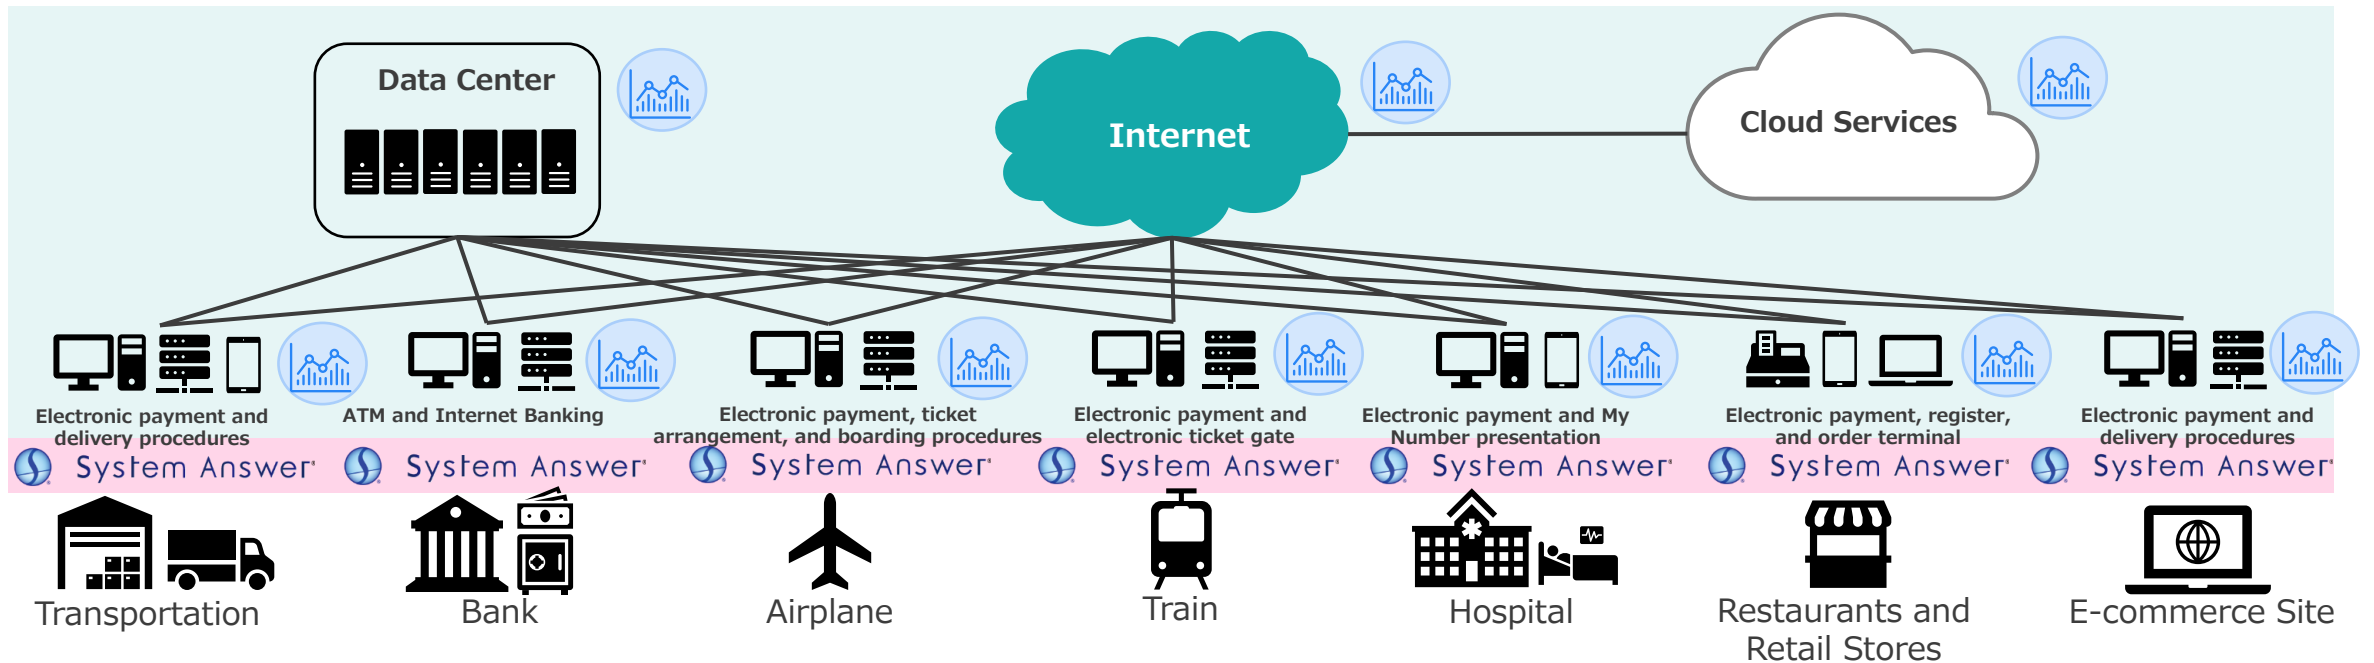 Data Center
Internet
Cloud Services
Electronic payment and
delivery procedures
ATM and Internet Banking
Electronic payment, ticket
arrangement, and boarding procedures
Electronic payment and
electronic ticket gate
Electronic payment and My
Number presentation
Electronic payment, register,
and order terminal
Electronic payment and
delivery procedures
System Answer
System Answer
System Answer
System Answer
System Answer
System Answer
System Answer
Transportation
Bank
Airplane
Train
Hospital
Restaurants and
Retail Stores
E-commerce Site